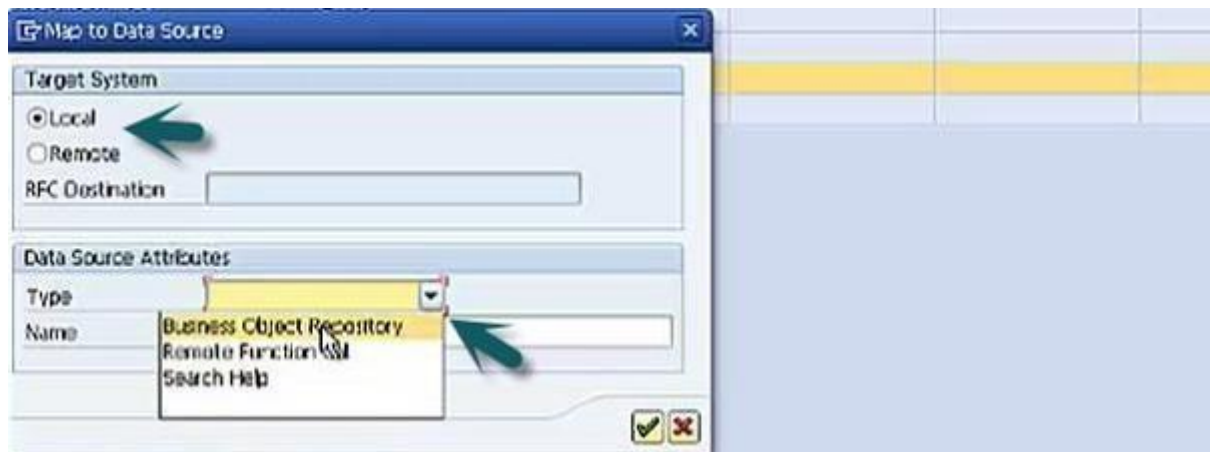 Map to Data Source
Target System
Local
Remote
RFC Destination
Data Source Attributes
Type
Name
Business Object Repository
Remote Function Call
Search Help